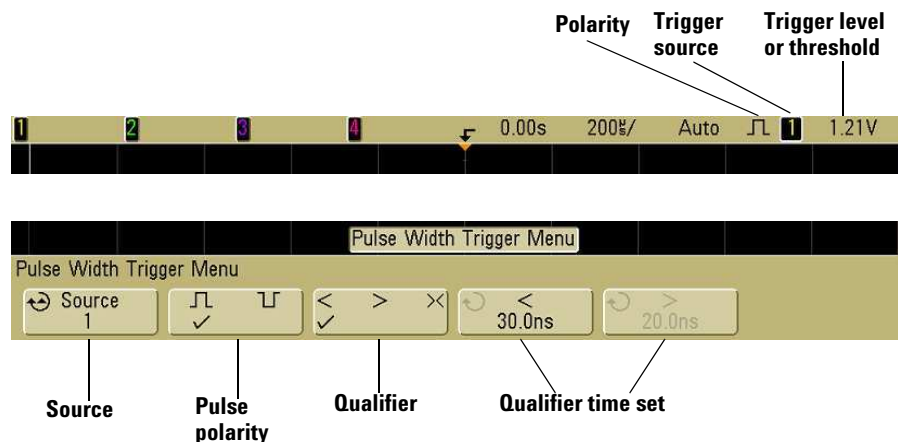 Polarity Trigger source Trigger level or threshold
1 2 3 4 0.00s 200㎲/ Auto 1 1.21V
Pulse Width Trigger Menu
Pulse Width Trigger Menu
Source < > >< < >
1 ✓ ✓ 30.0ns 20.0ns
Source Pulse polarity Qualifier Qualifier time set